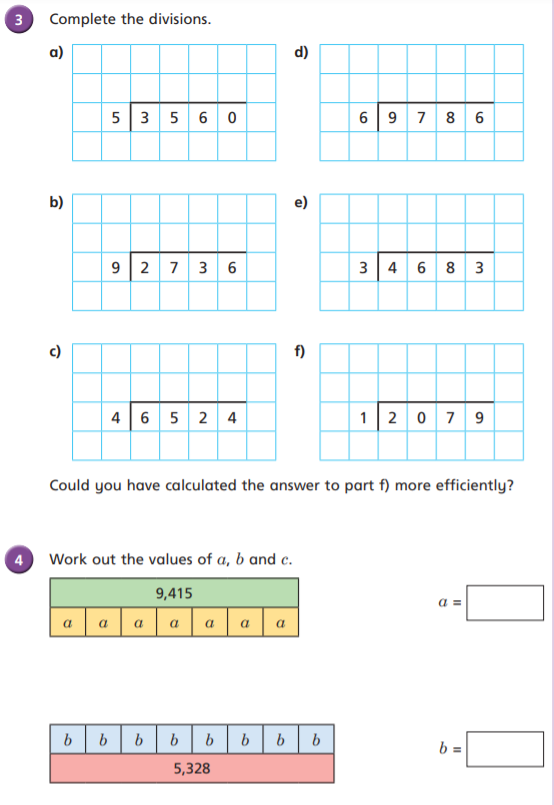 3 Complete the divisions.
a) d)
5 3 5 6 0 6 9 7 8 6
b) e)
9 2 7 3 6 3 4 6 8 3
c) f)
4 6 5 2 4 1 2 0 7 9
Could you have calculated the answer to part f) more efficiently?
4 Work out the values of a, b and c.
9,415
a a a a a a a
a =
b b b b b b b b
5,328
b =